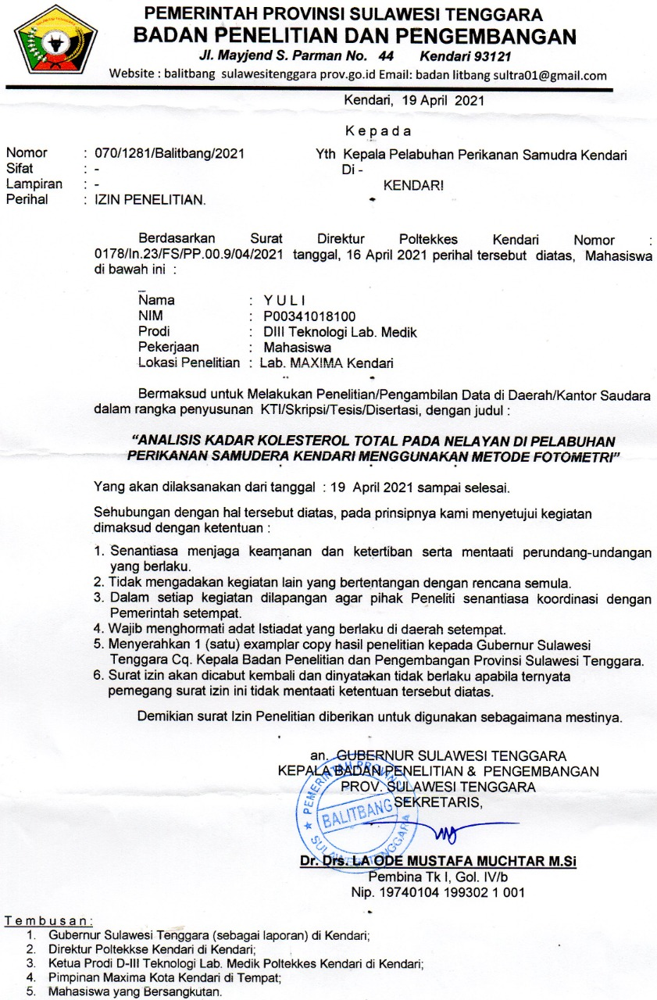 PEMERINTAH PROVINSI SULAWESI TENGGARA
BADAN PENELITIAN DAN PENGEMBANGAN
Jl. Mayjend S. Parman No. 44 Kendari 93121
Website : balitbang sulawesitenggara prov.go.id Email: badan litbang sultra01@gmail.com
Kendari, 19 April 2021
K e p a d a
Nomor : 070/1281/Balitbang/2021 Yth Kepala Pelabuhan Perikanan Samudra Kendari
Sifat : - Di -
Lampiran : - KENDARI
Perihal : IZIN PENELITIAN.
Berdasarkan Surat Direktur Poltekkes Kendari Nomor :
0178/In.23/FS/PP.00.9/04/2021 tanggal, 16 April 2021 perihal tersebut diatas, Mahasiswa
di bawah ini :
Nama : Y U L I
NIM : P00341018100
Prodi : DIII Teknologi Lab. Medik
Pekerjaan : Mahasiswa
Lokasi Penelitian : Lab. MAXIMA Kendari
Bermaksud untuk Melakukan Penelitian/Pengambilan Data di Daerah/Kantor Saudara
dalam rangka penyusunan KTI/Skripsi/Tesis/Disertasi, dengan judul :
“ANALISIS KADAR KOLESTEROL TOTAL PADA NELAYAN DI PELABUHAN
PERIKANAN SAMUDERA KENDARI MENGGUNAKAN METODE FOTOMETRI”
Yang akan dilaksanakan dari tanggal : 19 April 2021 sampai selesai.
Sehubungan dengan hal tersebut diatas, pada prinsipnya kami menyetujui kegiatan
dimaksud dengan ketentuan :
1. Senantiasa menjaga keamanan dan ketertiban serta mentaati perundang-undangan
yang berlaku.
2. Tidak mengadakan kegiatan lain yang bertentangan dengan rencana semula.
3. Dalam setiap kegiatan dilapangan agar pihak Peneliti senantiasa koordinasi dengan
Pemerintah setempat.
4. Wajib menghormati adat Istiadat yang berlaku di daerah setempat.
5. Menyerahkan 1 (satu) examplar copy hasil penelitian kepada Gubernur Sulawesi
Tenggara Cq. Kepala Badan Penelitian dan Pengembangan Provinsi Sulawesi Tenggara.
6. Surat izin akan dicabut kembali dan dinyatakan tidak berlaku apabila ternyata
pemegang surat izin ini tidak mentaati ketentuan tersebut diatas.
Demikian surat Izin Penelitian diberikan untuk digunakan sebagaimana mestinya.
an. GUBERNUR SULAWESI TENGGARA
KEPALA BADAN PENELITIAN & PENGEMBANGAN
PROV. SULAWESI TENGGARA
SEKRETARIS,
PEMERINTAH PROVINSI
BALITBANG
SULAWESI TENGGARA
Dr. Drs. LA ODE MUSTAFA MUCHTAR M.Si
Pembina Tk I, Gol. IV/b
Nip. 19740104 199302 1 001
T e m b u s a n :
1. Gubernur Sulawesi Tenggara (sebagai laporan) di Kendari;
2. Direktur Poltekkse Kendari di Kendari;
3. Ketua Prodi D-III Teknologi Lab. Medik Poltekkes Kendari di Kendari;
4. Pimpinan Maxima Kota Kendari di Tempat;
5. Mahasiswa yang Bersangkutan.